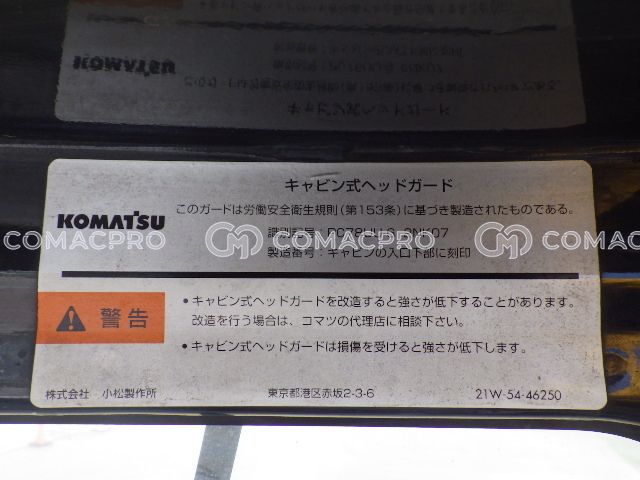 キャビン式ヘッドガード
KOMATSU
このガードは労働安全衛生規則(第153条)に基づき製造されたものである。
識別記号:
製造番号:キャビンの入口下部に刻印
COMACPRO COMACPRO COMACPRO
警告
•キャビン式ヘッドガードを改造すると強さが低下することがあります。
改造を行う場合は、コマツの代理店に相談下さい。
•キャビン式ヘッドガードは損傷を受けると強さが低下します。
株式会社 小松製作所 東京都港区赤坂2-3-6 21W-54-46250